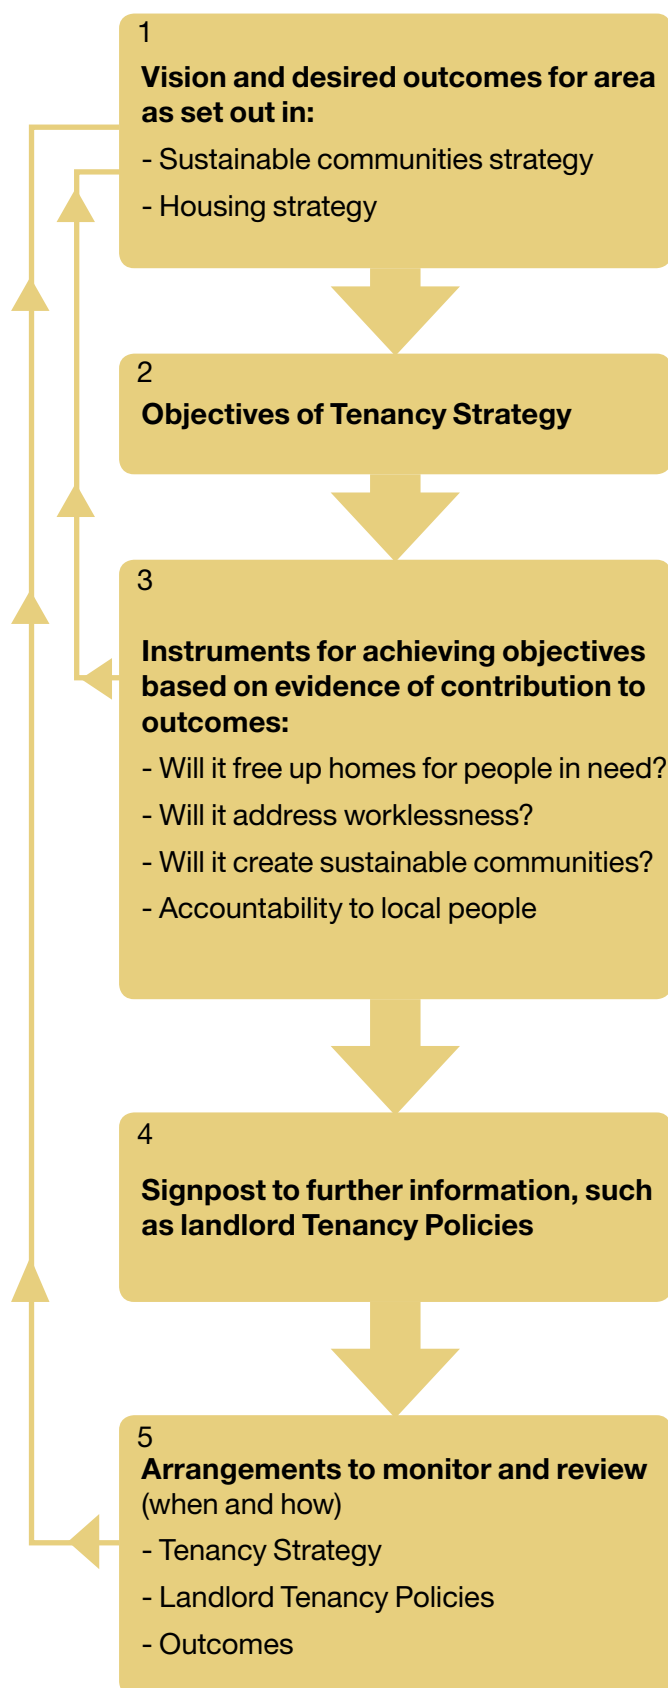 1
Vision and desired outcomes for area
as set out in:
- Sustainable communities strategy
- Housing strategy
2
Objectives of Tenancy Strategy
3
Instruments for achieving objectives
based on evidence of contribution to
outcomes:
- Will it free up homes for people in need?
- Will it address worklessness?
- Will it create sustainable communities?
- Accountability to local people
4
Signpost to further information, such
as landlord Tenancy Policies
5
Arrangements to monitor and review
(when and how)
- Tenancy Strategy
- Landlord Tenancy Policies
- Outcomes